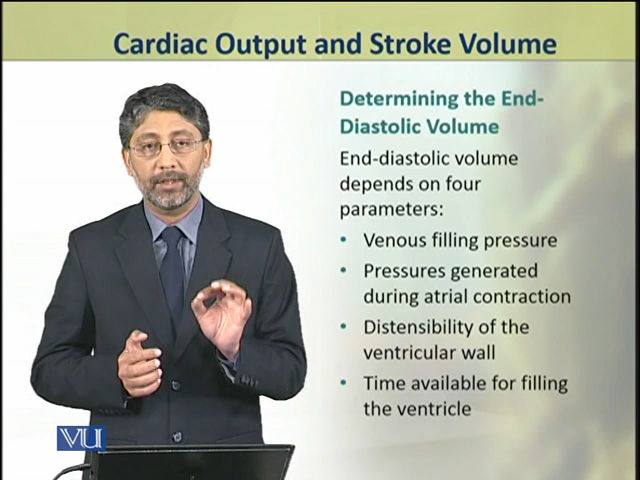 Cardiac Output and Stroke Volume
Determining the End-
Diastolic Volume
End-diastolic volume
depends on four
parameters:
• Venous filling pressure
• Pressures generated
during atrial contraction
• Distensibility of the
ventricular wall
• Time available for filling
the ventricle
VU